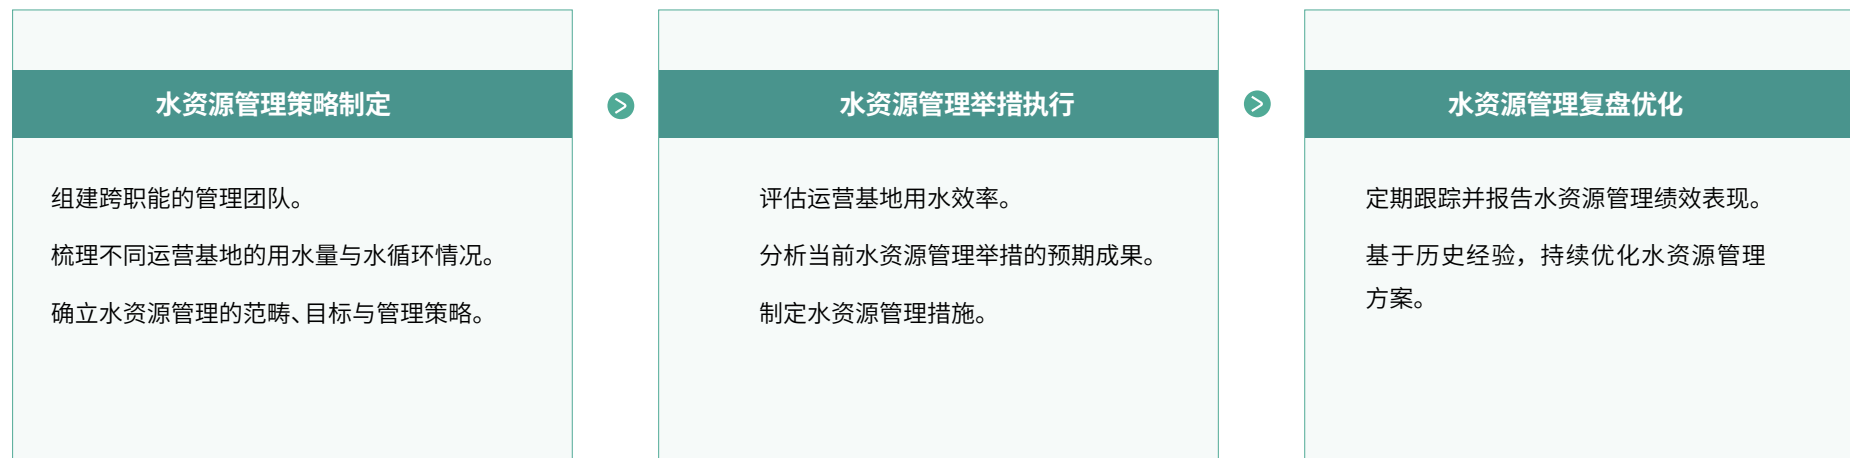 水资源管理策略制定
组建跨职能的管理团队。
梳理不同运营基地的用水量与水循环情况。
确立水资源管理的范畴、目标与管理策略。
水资源管理举措执行
评估运营基地用水效率。
分析当前水资源管理举措的预期成果。
制定水资源管理措施。
水资源管理复盘优化
定期跟踪并报告水资源管理绩效表现。
基于历史经验，持续优化水资源管理
方案。